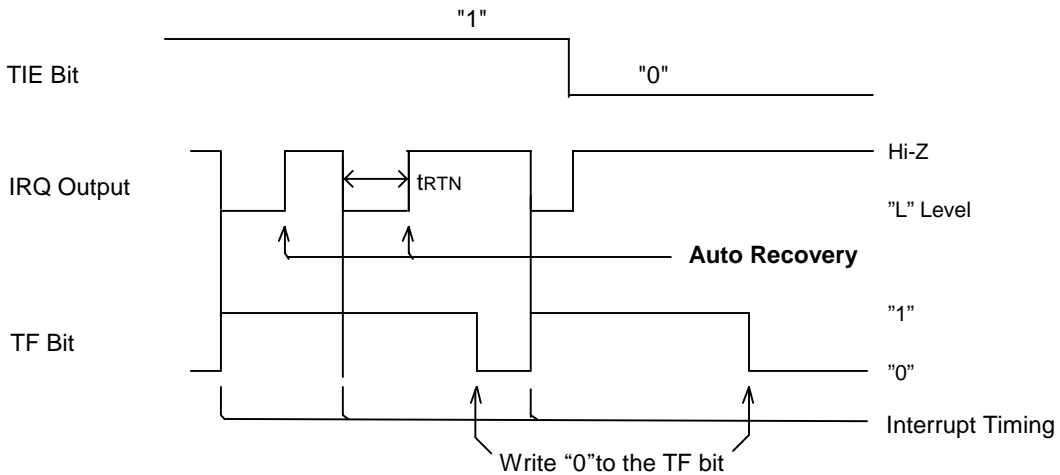 "1"
TIE Bit
"0"
Hi-Z
IRQ Output
tRTN
”L” Level
Auto Recovery
”1”
TF Bit
”0”
Interrupt Timing
Write “0”to the TF bit